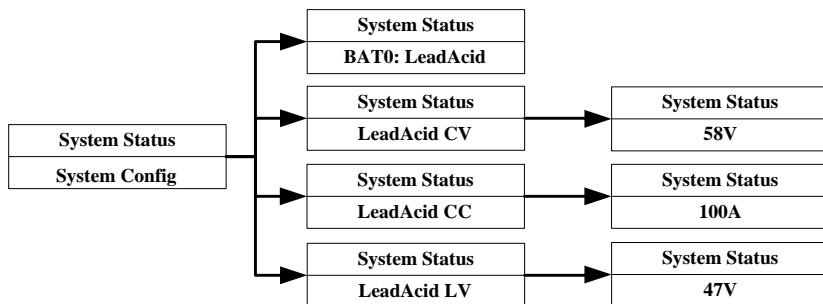 System Status
BAT0: LeadAcid
System Status
LeadAcid CV
System Status
58V
System Status
System Config
System Status
LeadAcid CC
System Status
100A
System Status
LeadAcid LV
System Status
47V